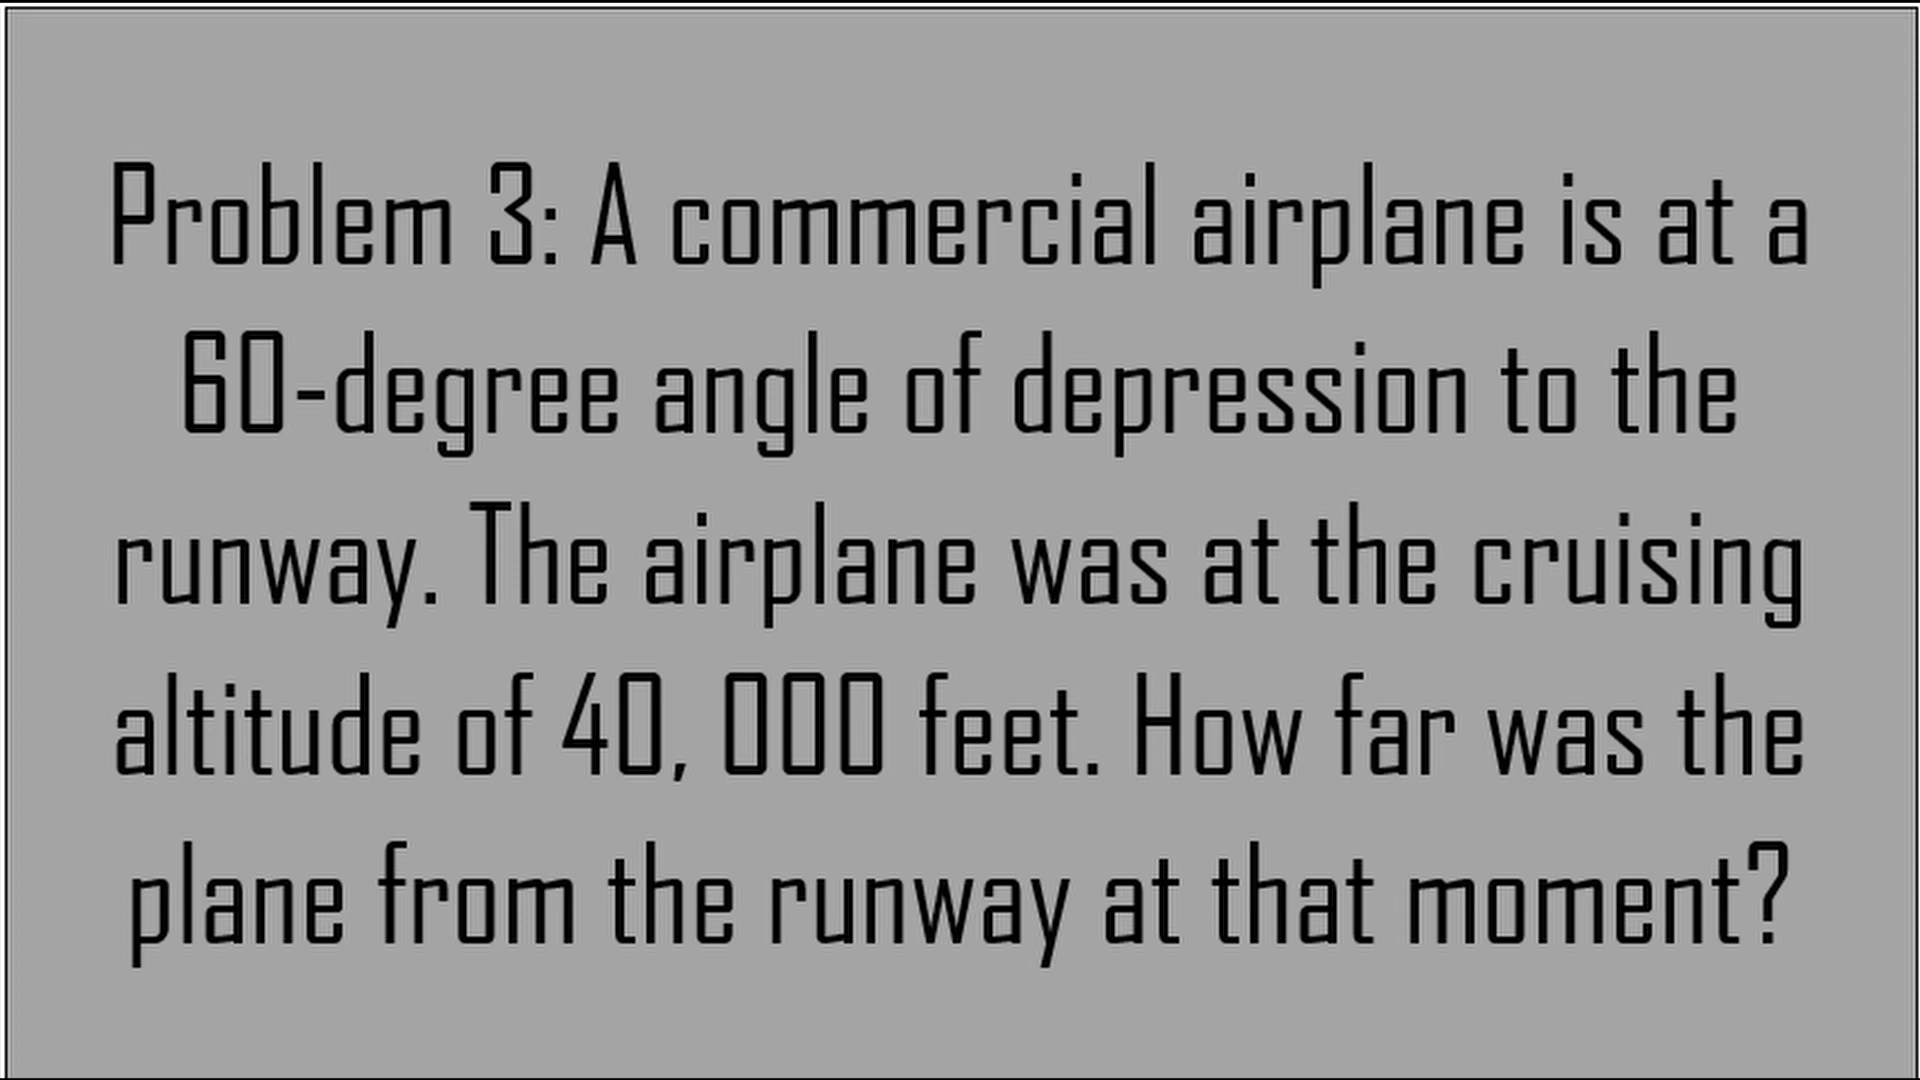 Problem 3: A commercial airplane is at a
60-degree angle of depression to the
runway. The airplane was at the cruising
altitude of 40, 000 feet. How far was the
plane from the runway at that moment?